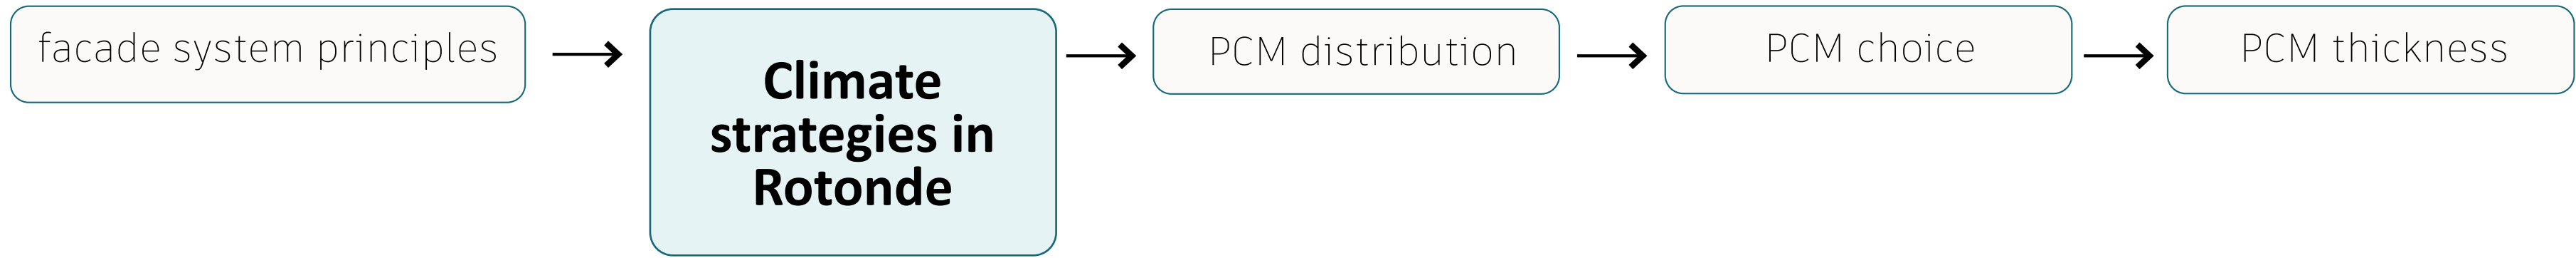 facade system principles
Climate
strategies in
Rotonde
PCM distribution
PCM choice
PCM thickness